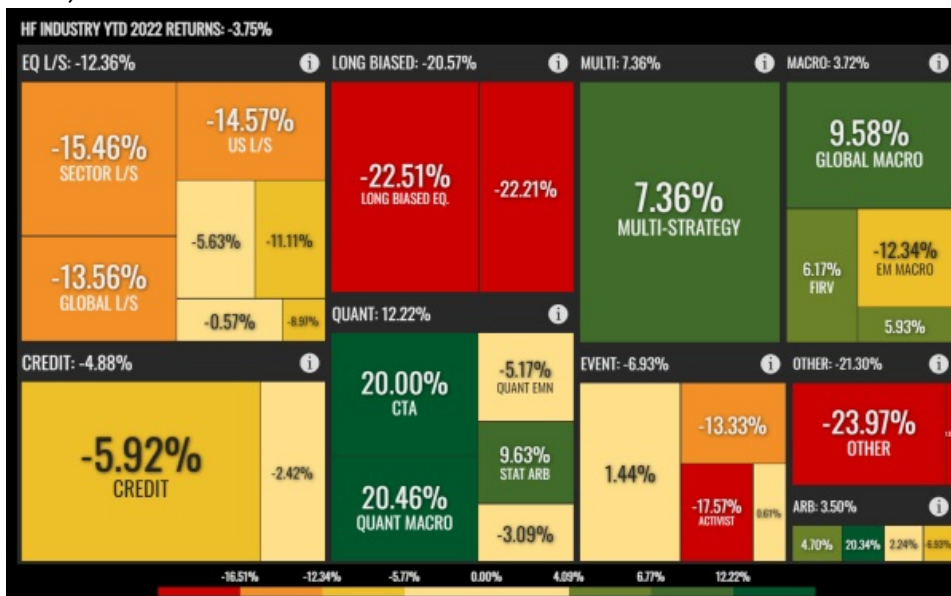 HF INDUSTRY YTD 2022 RETURNS: -3.75%
EQ L/S: -12.36%
-15.46%
SECTOR L/S
-14.57%
US L/S
-5.63%
-11.11%
-13.56%
GLOBAL L/S
-0.57%
-8.97%
LONG BIASED: -20.57%
-22.51%
LONG BIASED EQ.
-22.21%
MULTI: 7.36%
7.36%
MULTI-STRATEGY
MACRO: 3.72%
9.58%
GLOBAL MACRO
6.17%
FIRV
-12.34%
EM MACRO
5.93%
CREDIT: -4.88%
-5.92%
CREDIT
-2.42%
QUANT: 12.22%
20.00%
CTA
-5.17%
QUANT EMN
9.63%
STAT ARB
20.46%
QUANT MACRO
-3.09%
EVENT: -6.93%
1.44%
-13.33%
-17.57%
ACTIVIST
0.61%
OTHER: -21.30%
-23.97%
OTHER
ARB: 3.50%
4.70%
20.34%
2.24%
-6.93%
-16.51%
-12.34%
-5.77%
0.00%
4.09%
6.77%
12.22%